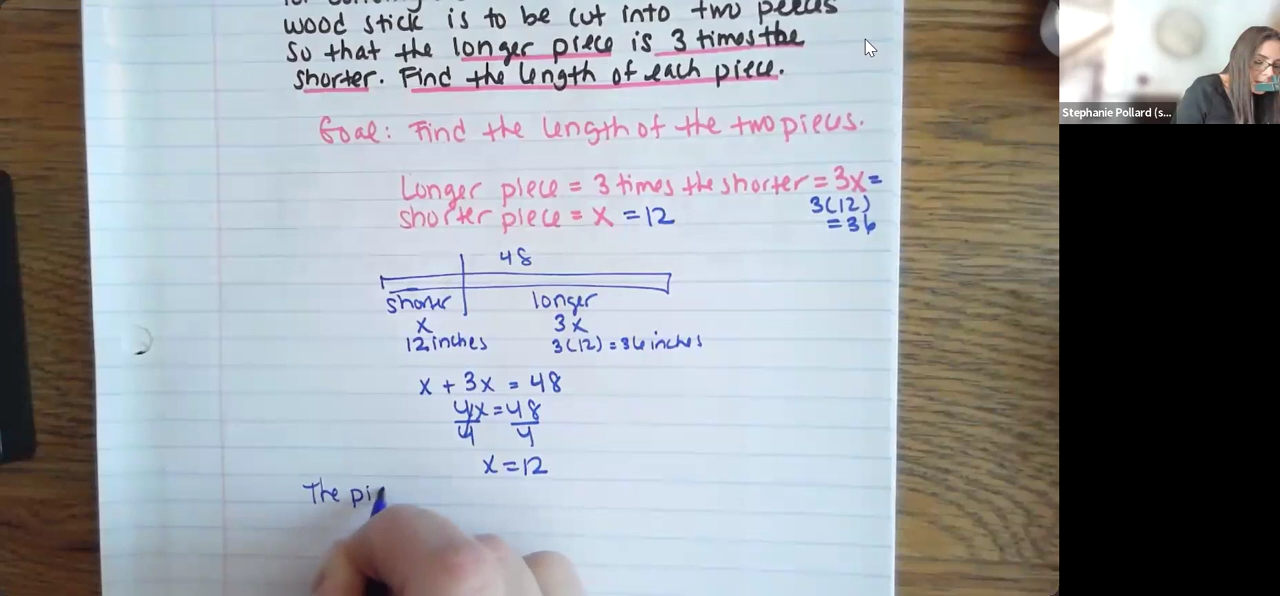 wood stick is to be cut into two pieces
so that the longer piece is 3 times the
shorter. Find the length of each piece.
Goal: Find the length of the two pieces.
Longer piece = 3 times the shorter = 3x =
3(12)
shorter piece = x = 12
= 36
48
shorter longer
x 3x
12 inches 3(12) = 36 inches
x + 3x = 48
4x = 48
4 4
x = 12
The pi
Stephanie Pollard (s...